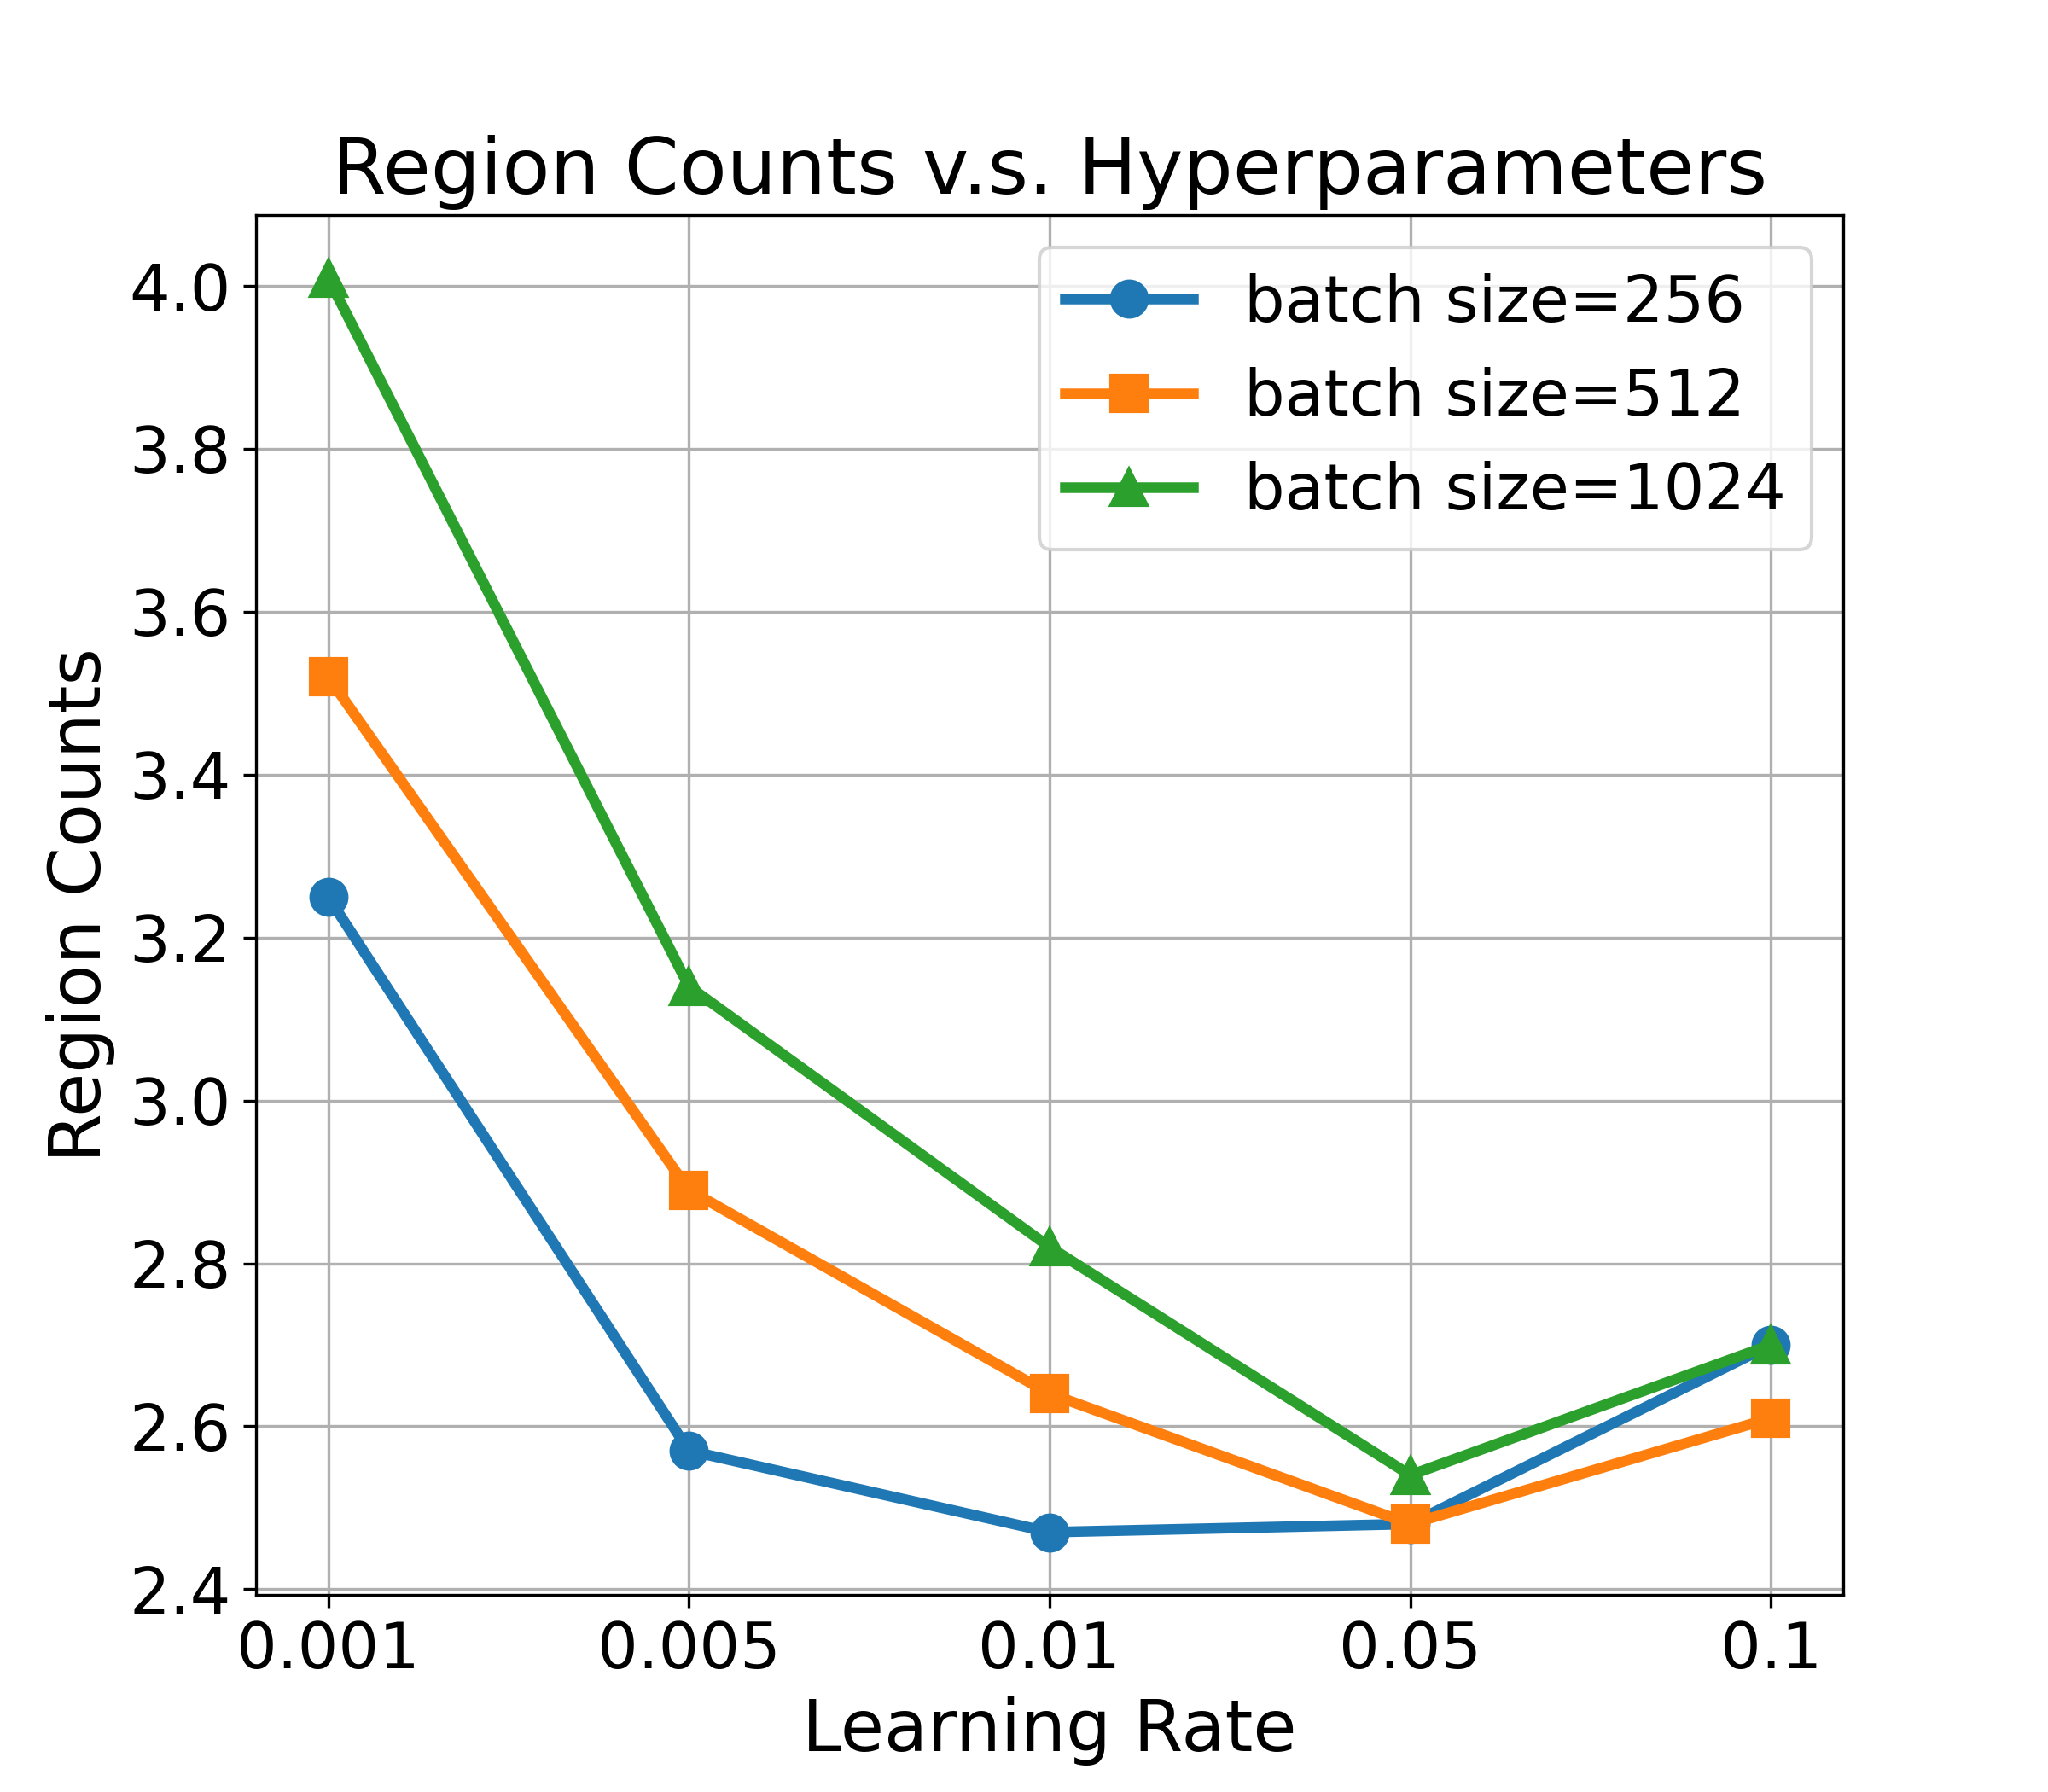 Region Counts v.s. Hyperparameters
batch size=256
batch size=512
batch size=1024
Region Counts
4.0
3.8
3.6
3.4
3.2
3.0
2.8
2.6
2.4
0.001 0.005 0.01 0.05 0.1
Learning Rate